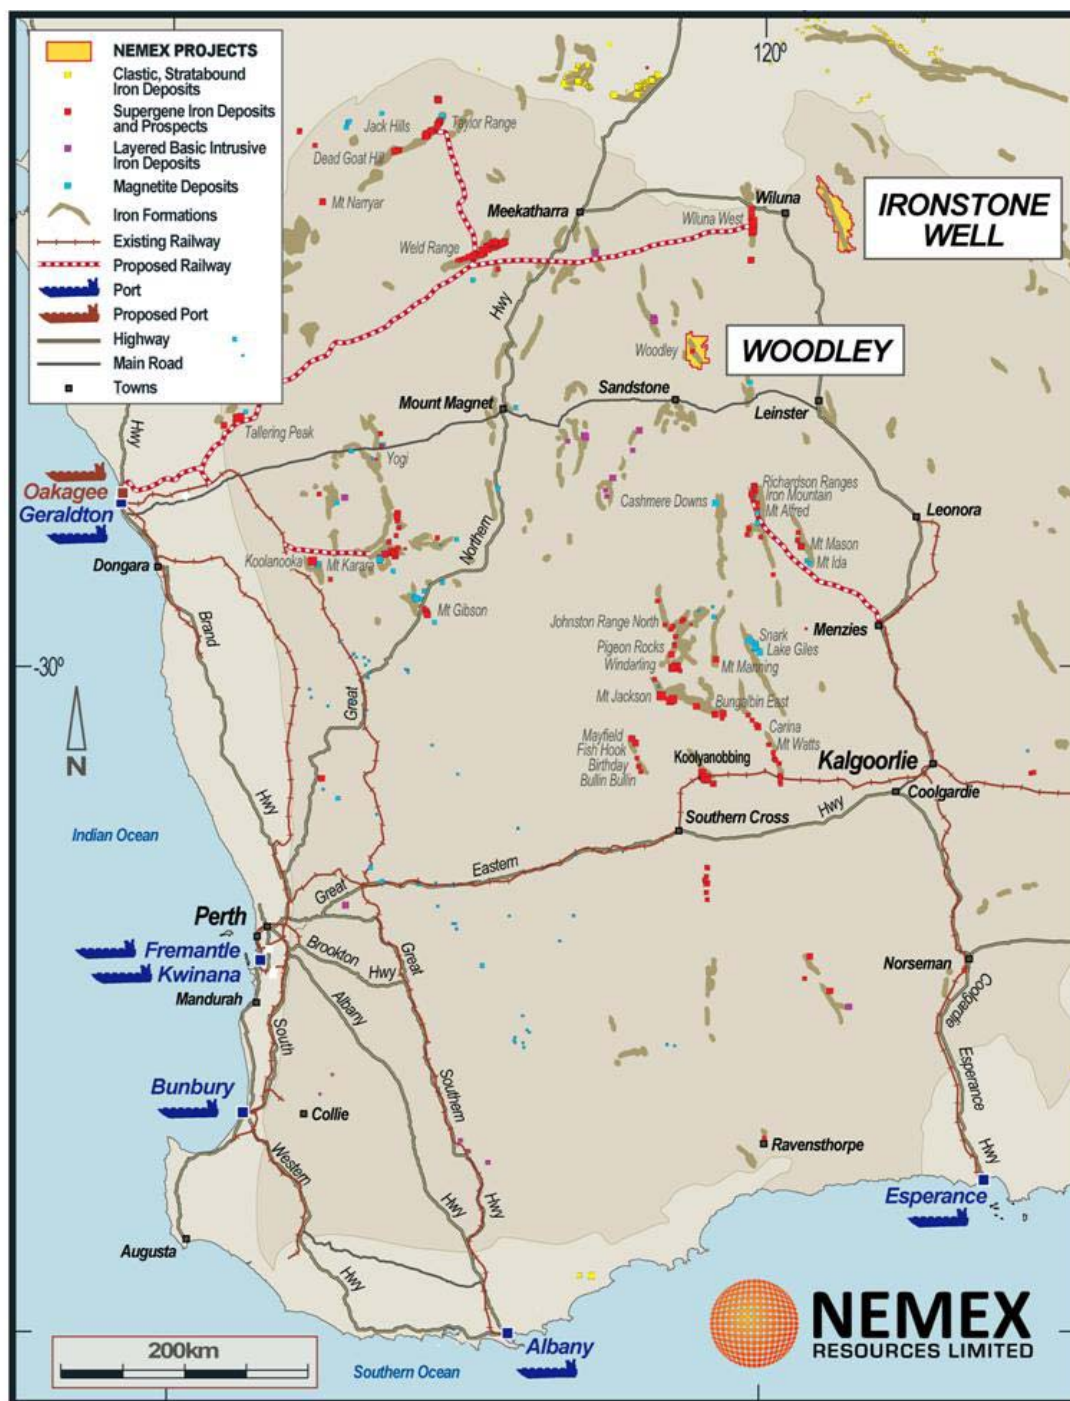 NEMEX PROJECTS
Clastic, Stratabound
Iron Deposits
Supergene Iron Deposits
and Prospects
Layered Basic Intrusive
Iron Deposits
Magnetite Deposits
Iron Formations
Existing Railway
Proposed Railway
Port
Proposed Port
Highway
Main Road
Towns
120⁰
Jack Hills
Taylor Range
Dead Goat Hill
Mt Narryar
Meekatharra
Wiluna West
Wiluna
IRONSTONE
WELL
Weld Range
Hwy
Woodley
WOODLEY
Sandstone
Mount Magnet
Leinster
Hwy
Tallering Peak
Yogi
Oakagee
Geraldton
Cashmere Downs
Richardson Ranges
Iron Mountain
Mt Alfred
Leonora
Northern
Mt Mason
Mt Ida
Dongara
Koolanooka
Mt Karara
Mt Gibson
Brand
Johnston Range North
Menzies
Snark
Lake Giles
Pigeon Rocks
Windarling
Mt Manning
-30⁰
Great
Mt Jackson
Bungalbin East
Carina
Mt Watts
Mayfield
Fish Hook
Birthday
Bullin Bullin
Koolyanobbing
Kalgoorlie
N
Coolgardie
Hwy
Hwy
Southern Cross
Indian Ocean
Eastern
Great
Perth
Fremantle
Kwinana
Brookton
Hwy
Great
Norseman
Mandurah
Albany
Coolgardie
South
Esperance
Southern
Bunbury
Collie
Ravensthorpe
Hwy
Western
Esperance
Hwy
Hwy
Augusta
Hwy
NEMEX
RESOURCES LIMITED
Albany
200km
Southern Ocean